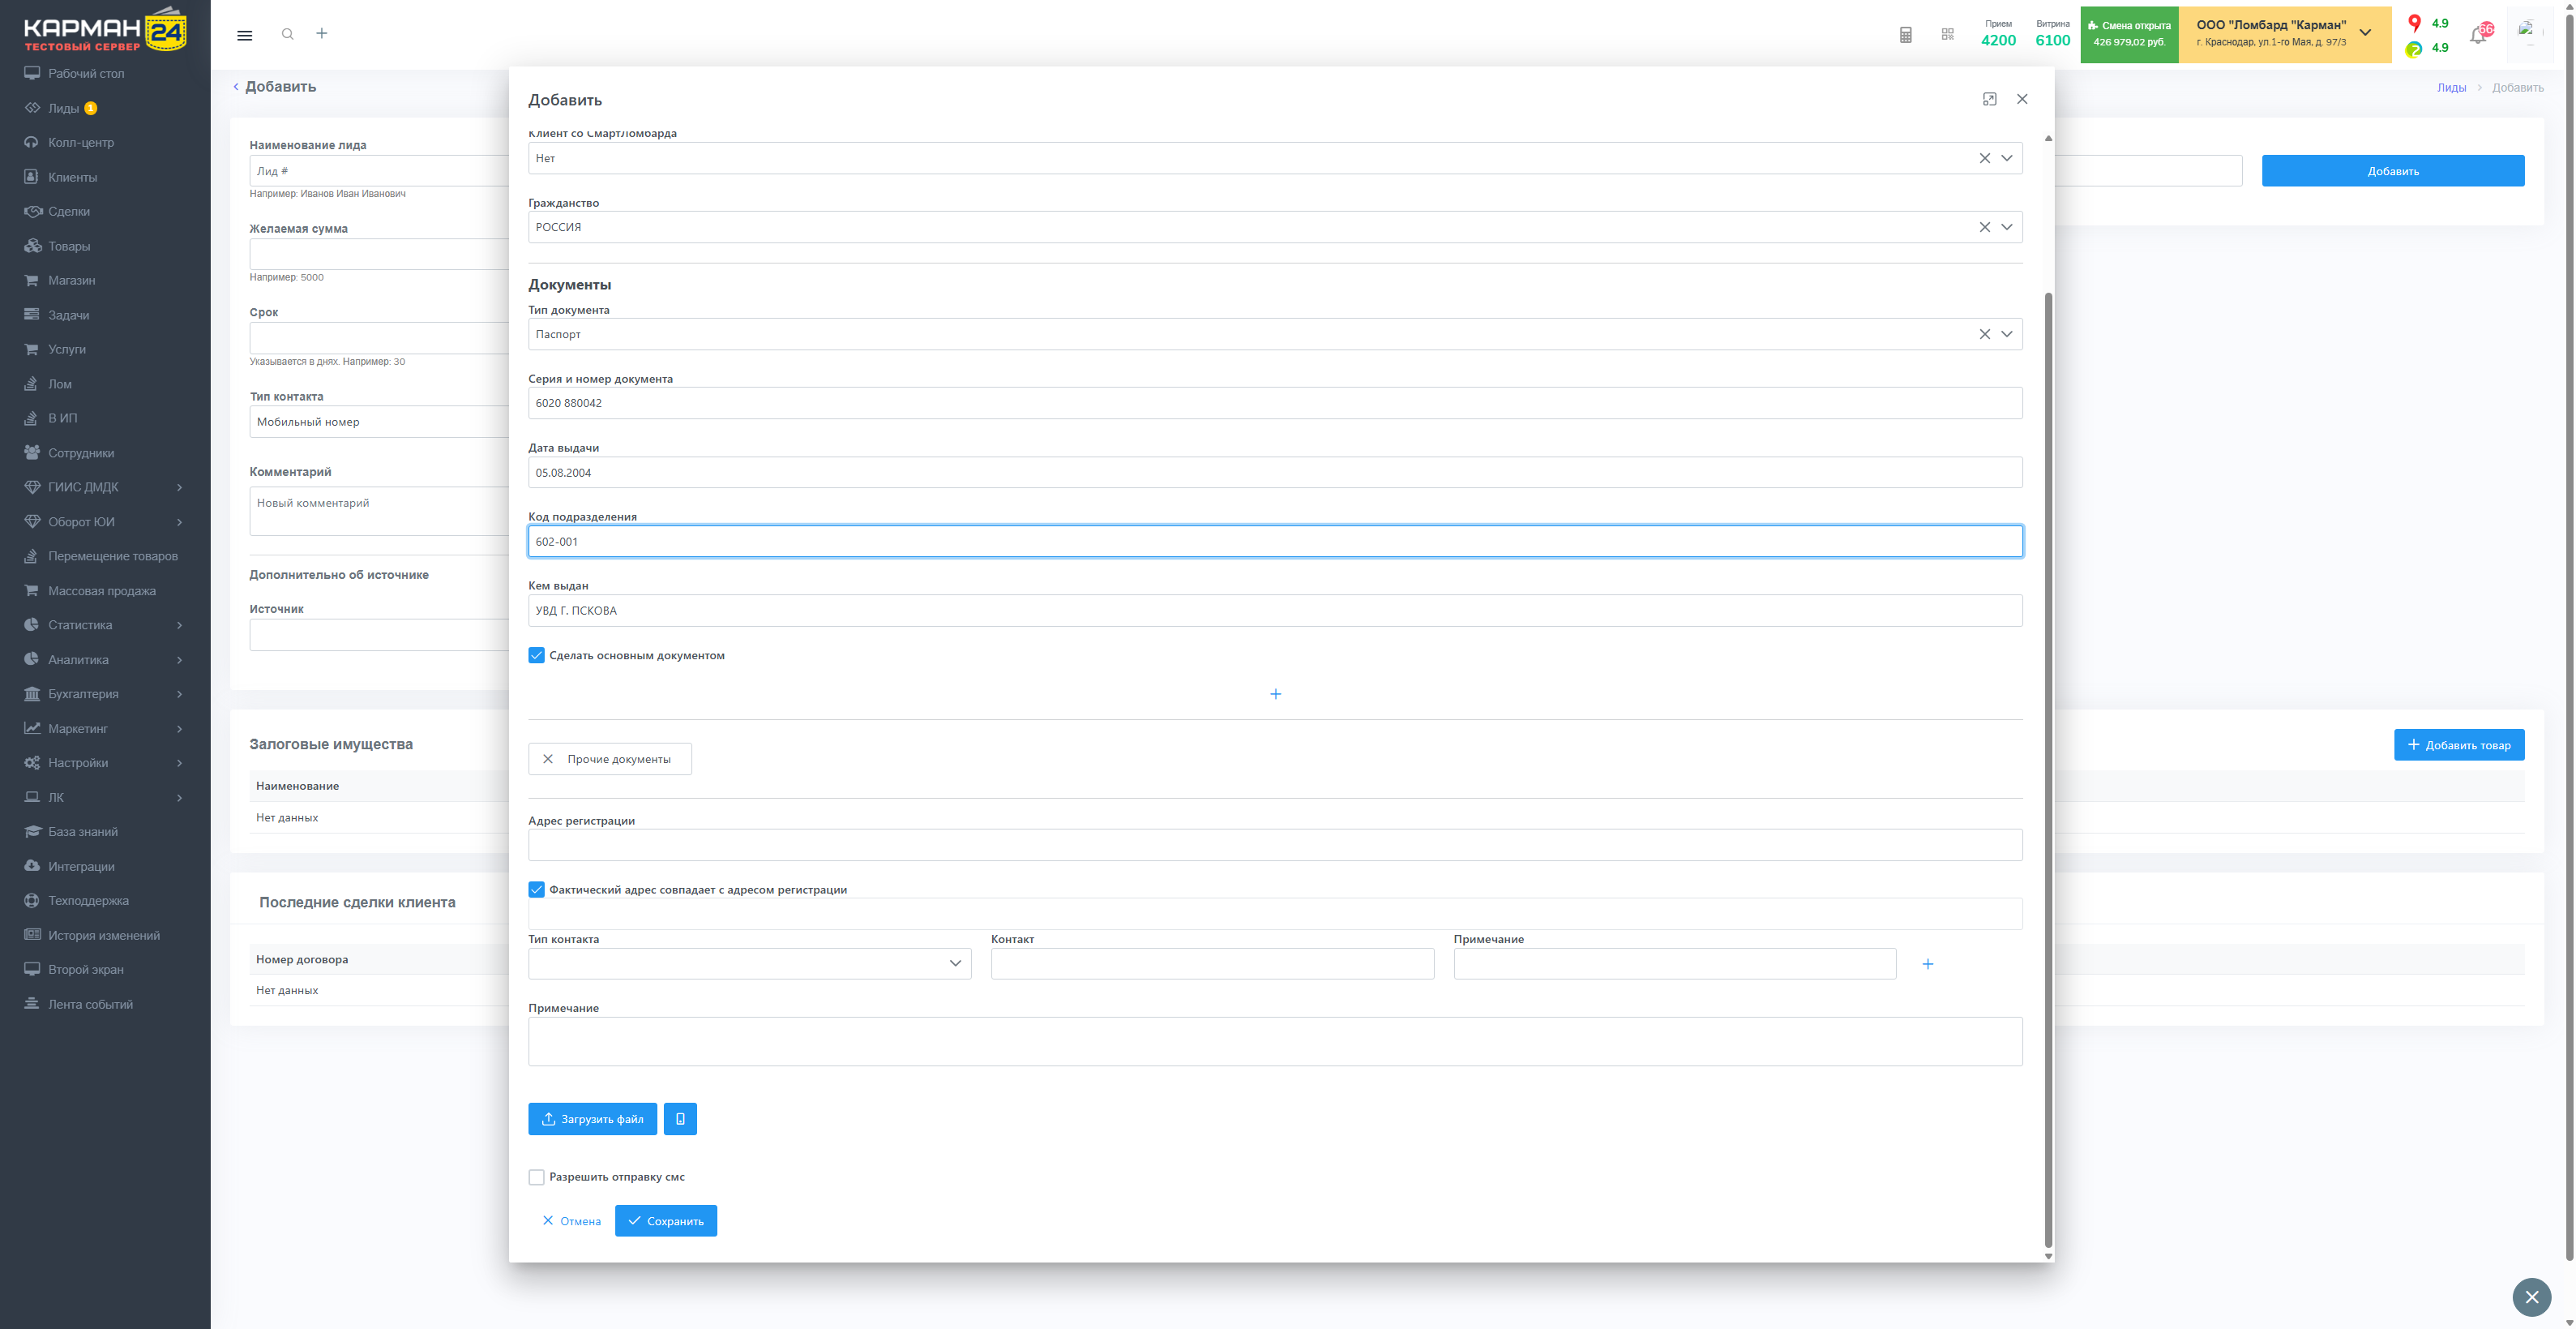 КАРМАН 24
ТЕСТОВЫЙ СЕРВЕР
Рабочий стол
Лиды 1
Колл-центр
Клиенты
Сделки
Товары
Магазин
Задачи
Услуги
Лом
В ИП
Сотрудники
ГИИС ДМДК
Оборот ЮИ
Перемещение товаров
Массовая продажа
Статистика
Аналитика
Бухгалтерия
Маркетинг
Настройки
ЛК
База знаний
Интеграции
Техподдержка
История изменений
Второй экран
Лента событий
Прием
4200
Витрина
6100
Смена открыта
426 979,02 руб.
ООО "Ломбард "Карман"
г. Краснодар, ул.1-го Мая, д. 97/3
4.9
4.9
66
Добавить
Лиды > Добавить
Наименование лида
Лид #
Например: Иванов Иван Иванович
Желаемая сумма
Например: 5000
Срок
Указывается в днях. Например: 30
Тип контакта
Мобильный номер
Комментарий
Новый комментарий
Дополнительно об источнике
Источник
Добавить
Залоговые имущества
Добавить товар
Наименование
Нет данных
Последние сделки клиента
Номер договора
Нет данных
Добавить
Клиент со Смартломбарда
Нет
Гражданство
РОССИЯ
Документы
Тип документа
Паспорт
Серия и номер документа
6020 880042
Дата выдачи
05.08.2004
Код подразделения
602-001
Кем выдан
УВД Г. ПСКОВА
Сделать основным документом
Прочие документы
Адрес регистрации
Фактический адрес совпадает с адресом регистрации
Тип контакта
Контакт
Примечание
Примечание
Загрузить файл
Разрешить отправку смс
Отмена
Сохранить